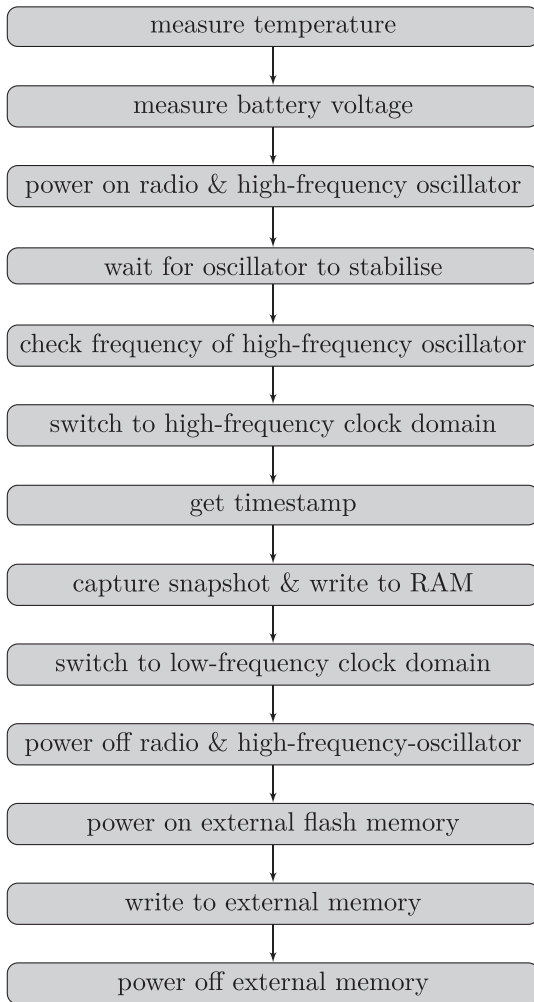 measure temperature
measure battery voltage
power on radio & high-frequency oscillator
wait for oscillator to stabilise
check frequency of high-frequency oscillator
switch to high-frequency clock domain
get timestamp
capture snapshot & write to RAM
switch to low-frequency clock domain
power off radio & high-frequency-oscillator
power on external flash memory
write to external memory
power off external memory